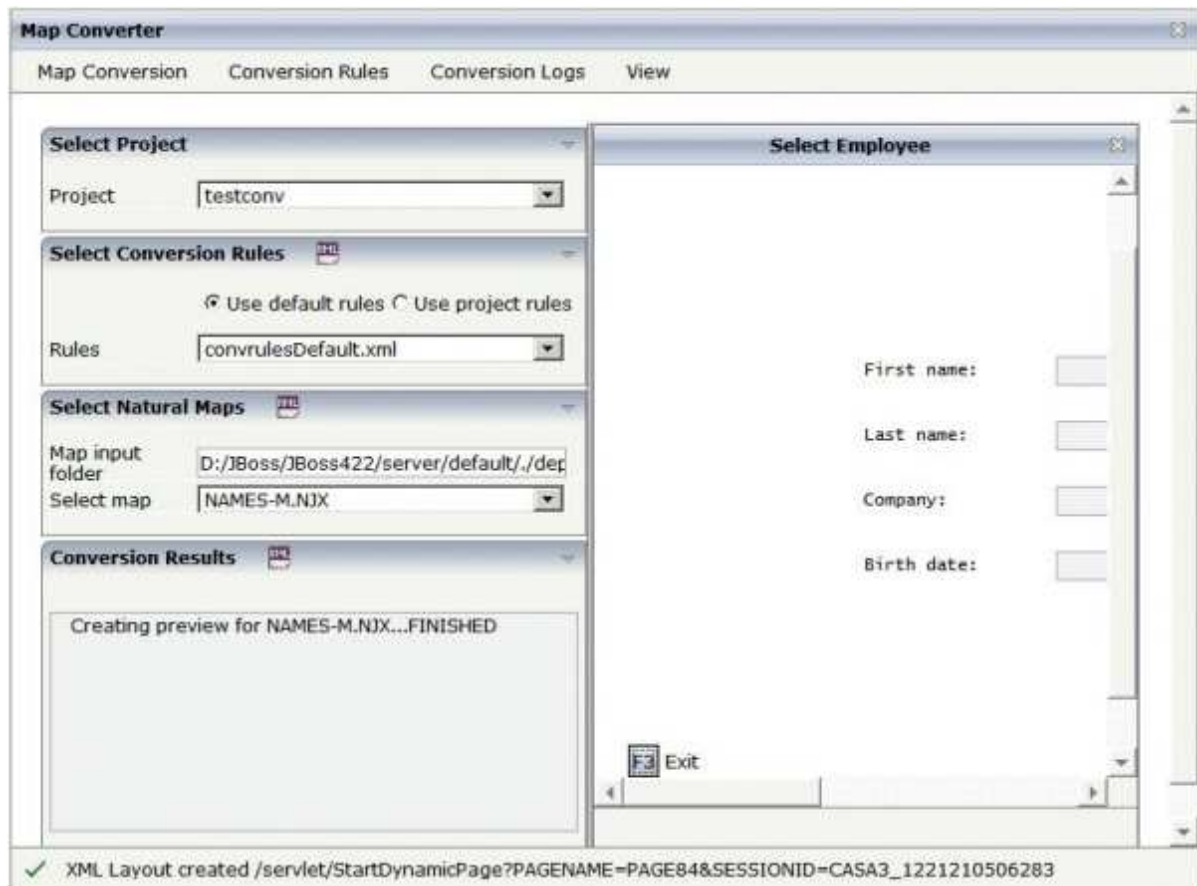 Map Converter
Map Conversion Conversion Rules Conversion Logs View
Select Project
Project testconv
Select Conversion Rules
Use default rules Use project rules
Rules convrulesDefault.xml
Select Natural Maps
Map input
folder D:/JBoss/JBoss422/server/default/./dep
Select map NAMES-M.NJX
Conversion Results
Creating preview for NAMES-M.NJX...FINISHED
Select Employee
First name:
Last name:
Company:
Birth date:
F3 Exit
XML Layout created /servlet/StartDynamicPage?PAGENAME=PAGE84&SESSIONID=CASA3_1221210506283